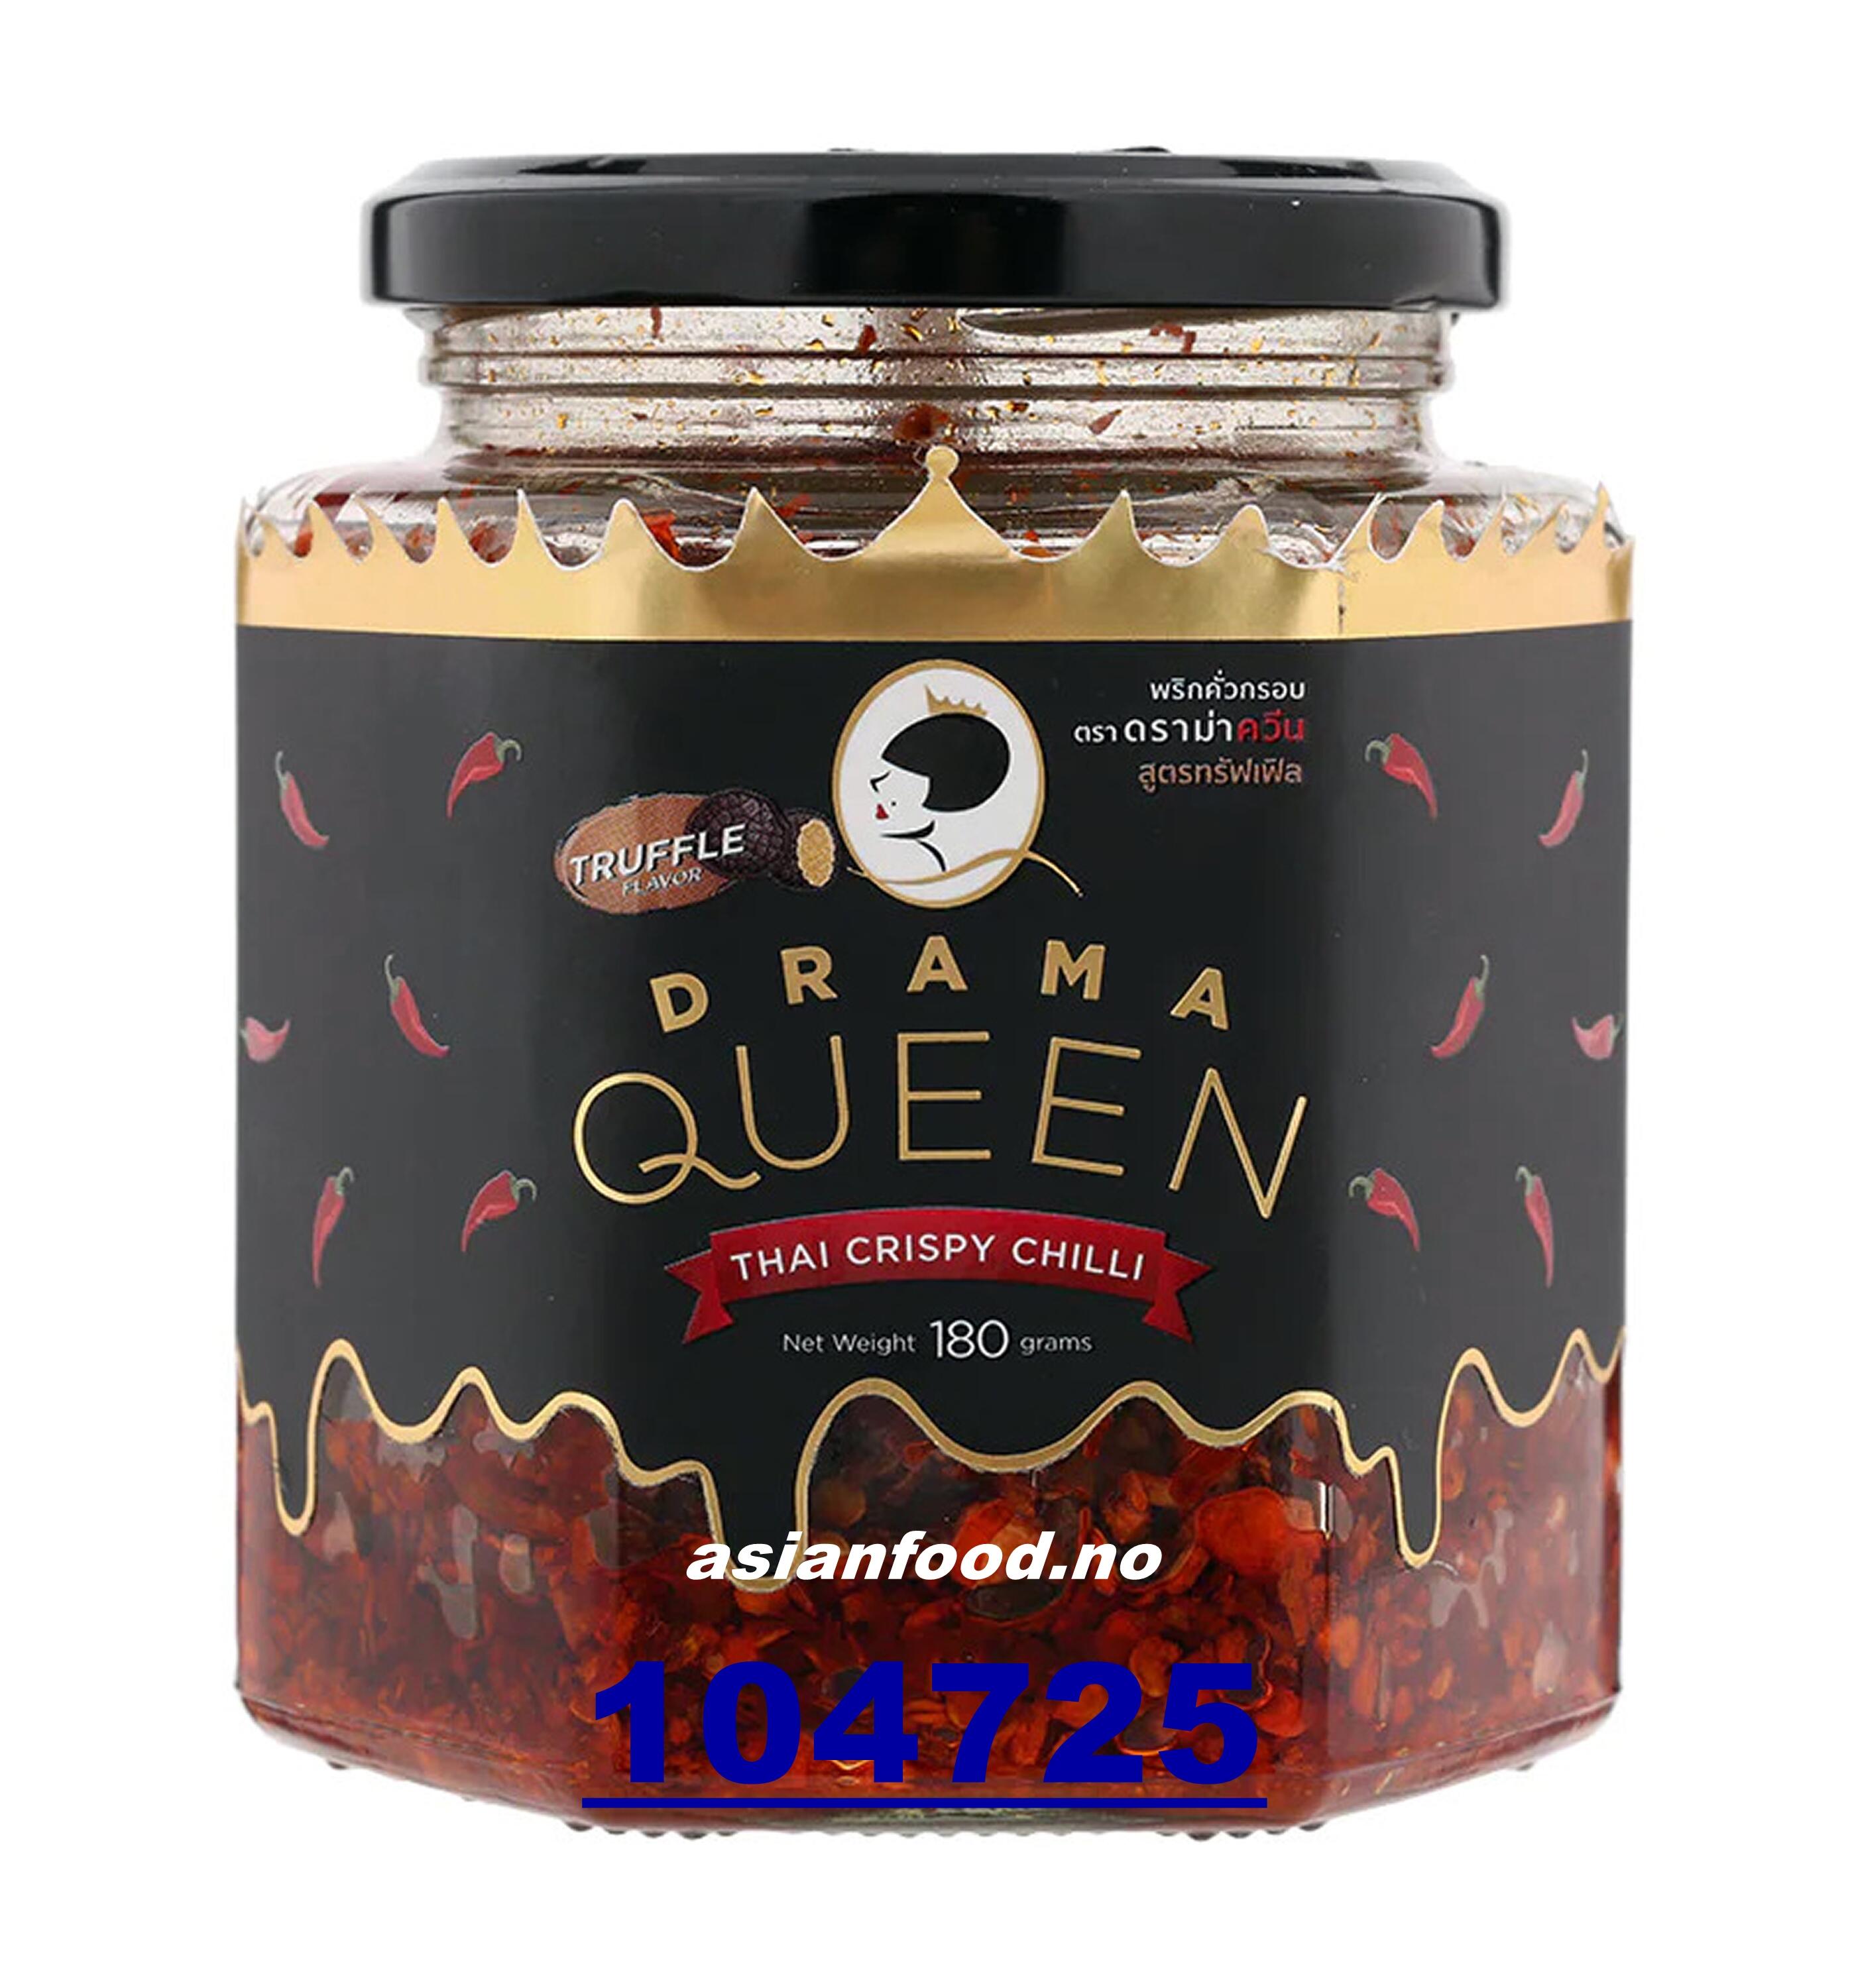 พริกคั่วกรอบ
ตรา ดราม่าควีน
สูตรทรัฟเฟิล
TRUFFLE
FLAVOR
DRAMA
QUEEN
THAI CRISPY CHILLI
Net Weight 180 grams
asianfood.no
104725